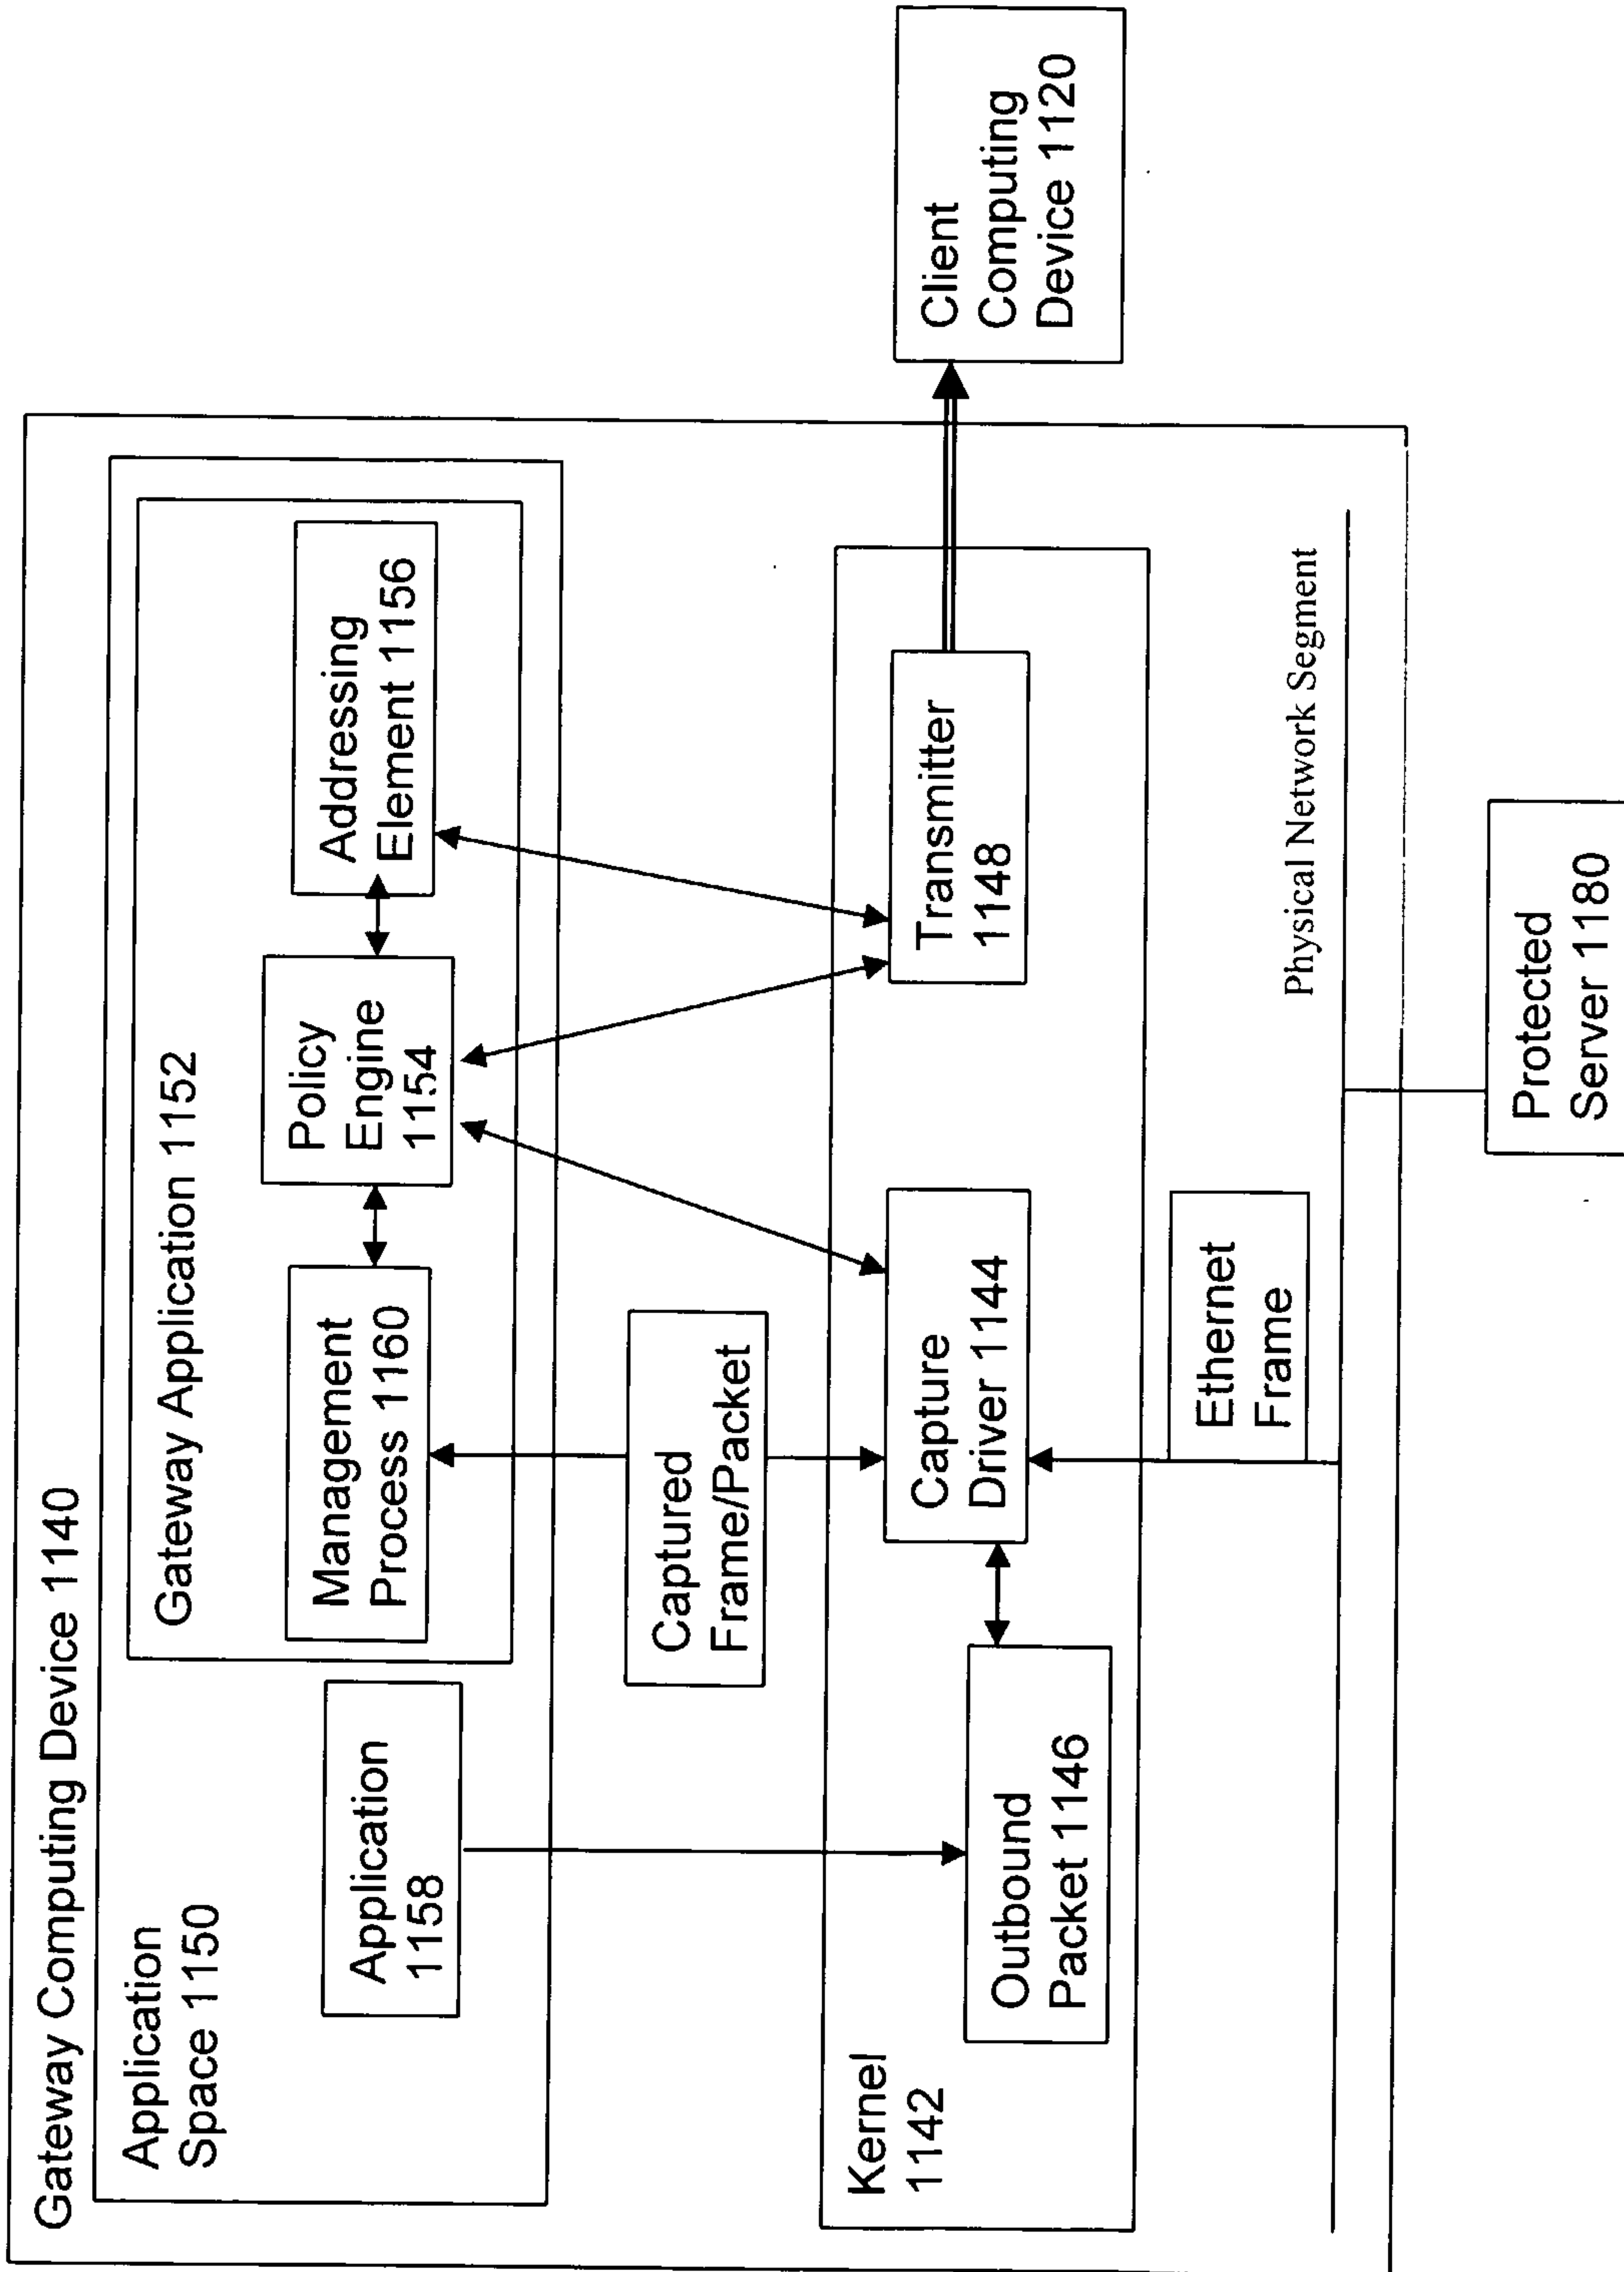 Gateway Computing Device 1140
Application
Space 1150
Gateway Application 1152
Application
1158
Management
Process 1160
Policy
Engine
1154
Addressing
Element 1156
Captured
Frame/Packet
Kernel
1142
Outbound
Packet 1146
Capture
Driver 1144
Transmitter
1148
Client
Computing
Device 1120
Ethernet
Frame
Physical Network Segment
Protected
Server 1180